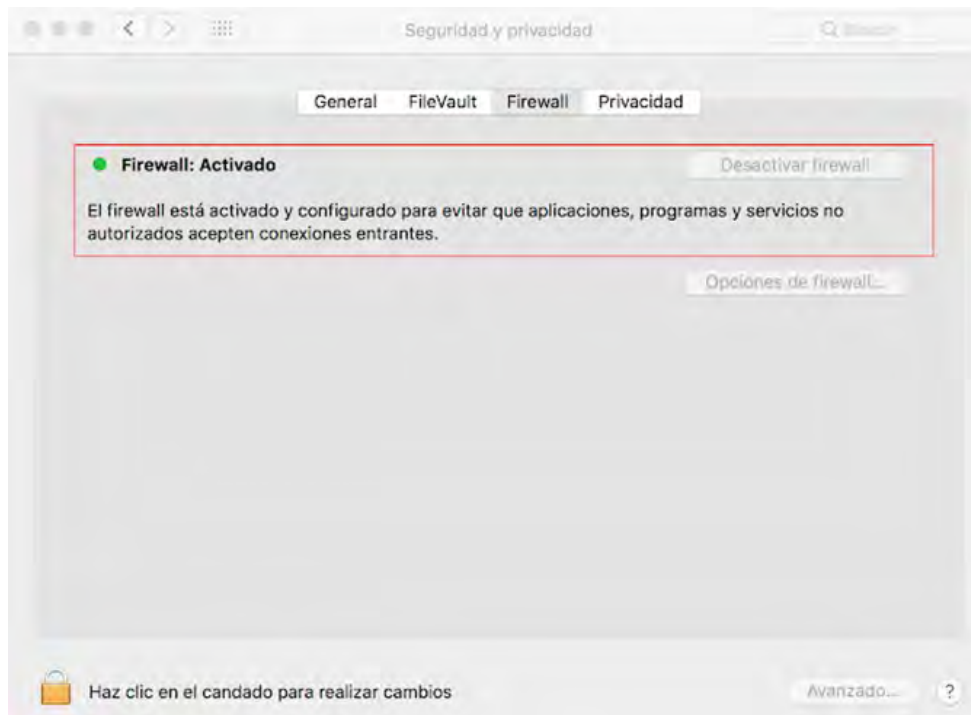 Seguridad y privacidad
General FileVault Firewall Privacidad
Firewall: Activado
Desactivar firewall
El firewall está activado y configurado para evitar que aplicaciones, programas y servicios no
autorizados acepten conexiones entrantes.
Opciones de firewall...
Haz clic en el candado para realizar cambios
Avanzado... ?